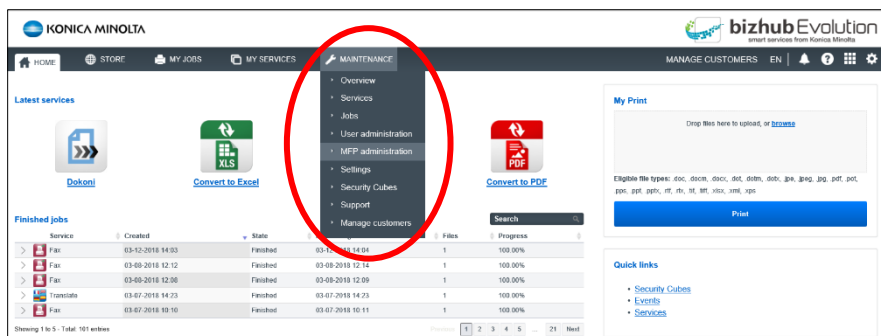 KONICA MINOLTA
bizhub Evolution
smart services from Konica Minolta
HOME STORE MY JOBS MY SERVICES MAINTENANCE MANAGE CUSTOMERS EN
Overview
Services
Jobs
User administration
MFP administration
Settings
Security Cubes
Support
Manage customers
Latest services
XLS
PDF
Dokoni Convert to Excel Convert to PDF
My Print
Drop files here to upload, or browse
Eligible file types: .doc, .docm, .docx, .dot, .dotm, .dotx, .jpe, .jpeg, .jpg, .pdf, .pot,
.pps, .ppt, .pptx, .rtf, .rtx, .tif, .tiff, .xlsx, .xml, .xps
Print
Finished jobs Search
Service Created State Files Progress
Fax 03-12-2018 14:03 Finished 03-12-2018 14:04 1 100.00%
Fax 03-08-2018 12:12 Finished 03-08-2018 12:14 1 100.00%
Fax 03-08-2018 12:08 Finished 03-08-2018 12:09 1 100.00%
Translate 03-07-2018 14:23 Finished 03-07-2018 14:23 1 100.00%
Fax 03-07-2018 10:10 Finished 03-07-2018 10:11 1 100.00%
Showing 1 to 5 - Total: 101 entries Previous 1 2 3 4 5 ... 21 Next
Quick links
Security Cubes
Events
Services